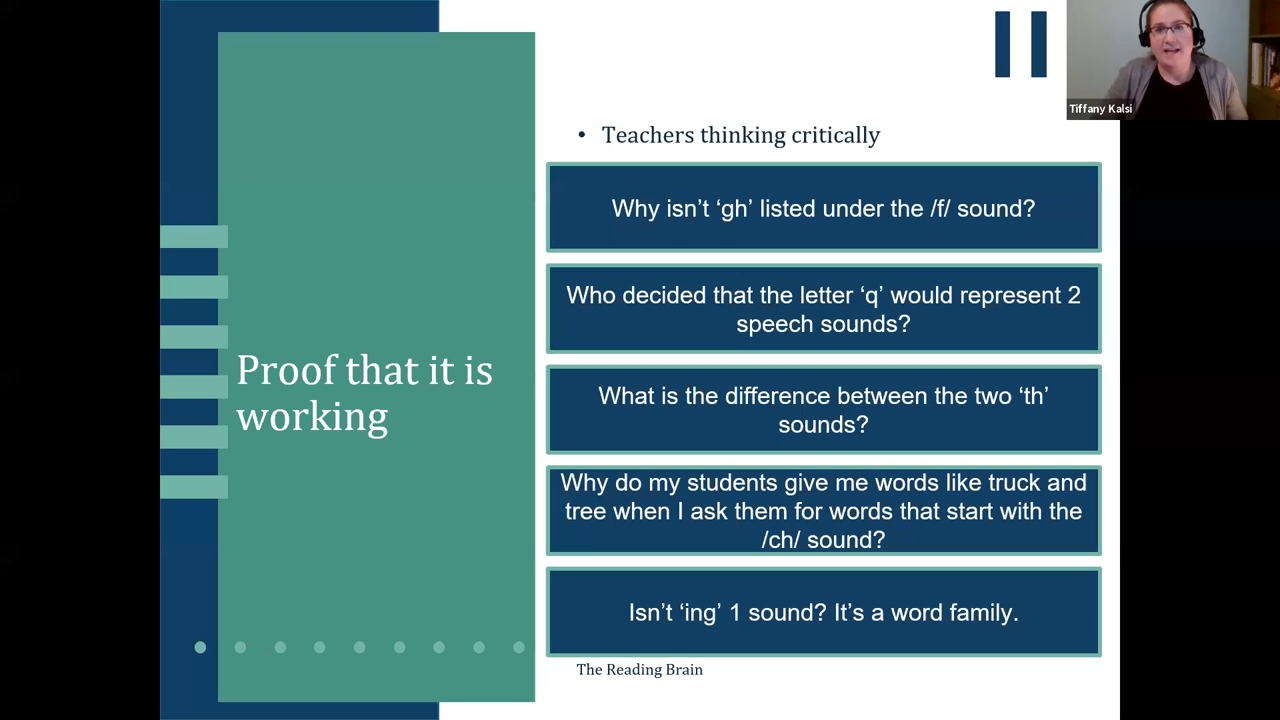 Tiffany Kalsi
Proof that it is
working
• Teachers thinking critically
Why isn’t ‘gh’ listed under the /f/ sound?
Who decided that the letter ‘q’ would represent 2
speech sounds?
What is the difference between the two ‘th’
sounds?
Why do my students give me words like truck and
tree when I ask them for words that start with the
/ch/ sound?
Isn’t ‘ing’ 1 sound? It’s a word family.
The Reading Brain